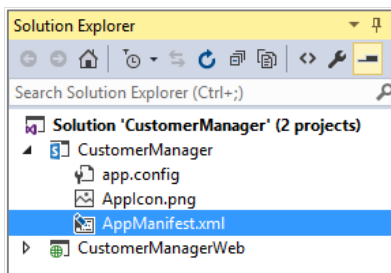 Solution Explorer
Search Solution Explorer (Ctrl+;)
Solution 'CustomerManager' (2 projects)
CustomerManager
app.config
AppIcon.png
AppManifest.xml
CustomerManagerWeb